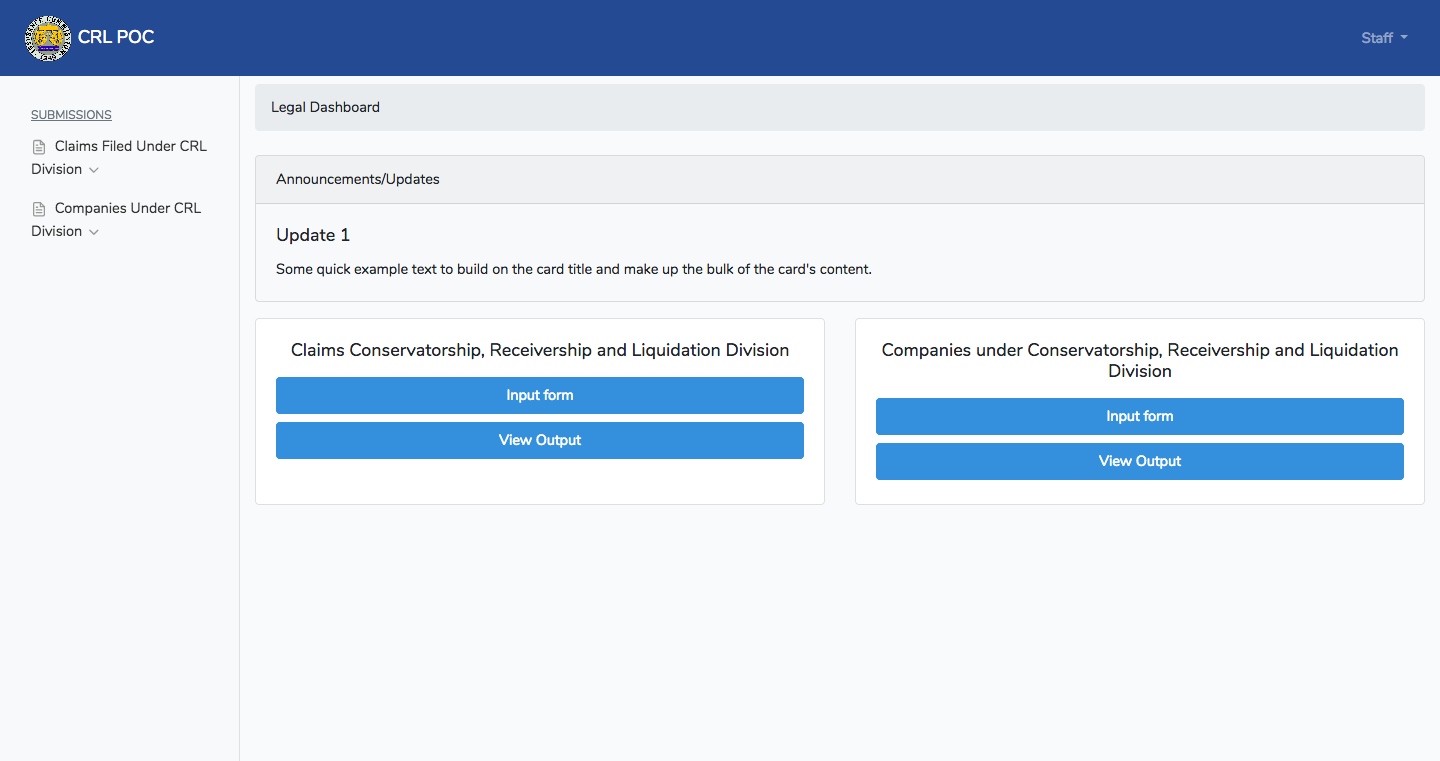 CRL POC
Staff
SUBMISSIONS
Claims Filed Under CRL
Division
Companies Under CRL
Division
Legal Dashboard
Announcements/Updates
Update 1
Some quick example text to build on the card title and make up the bulk of the card's content.
Claims Conservatorship, Receivership and Liquidation Division
Input form
View Output
Companies under Conservatorship, Receivership and Liquidation
Division
Input form
View Output